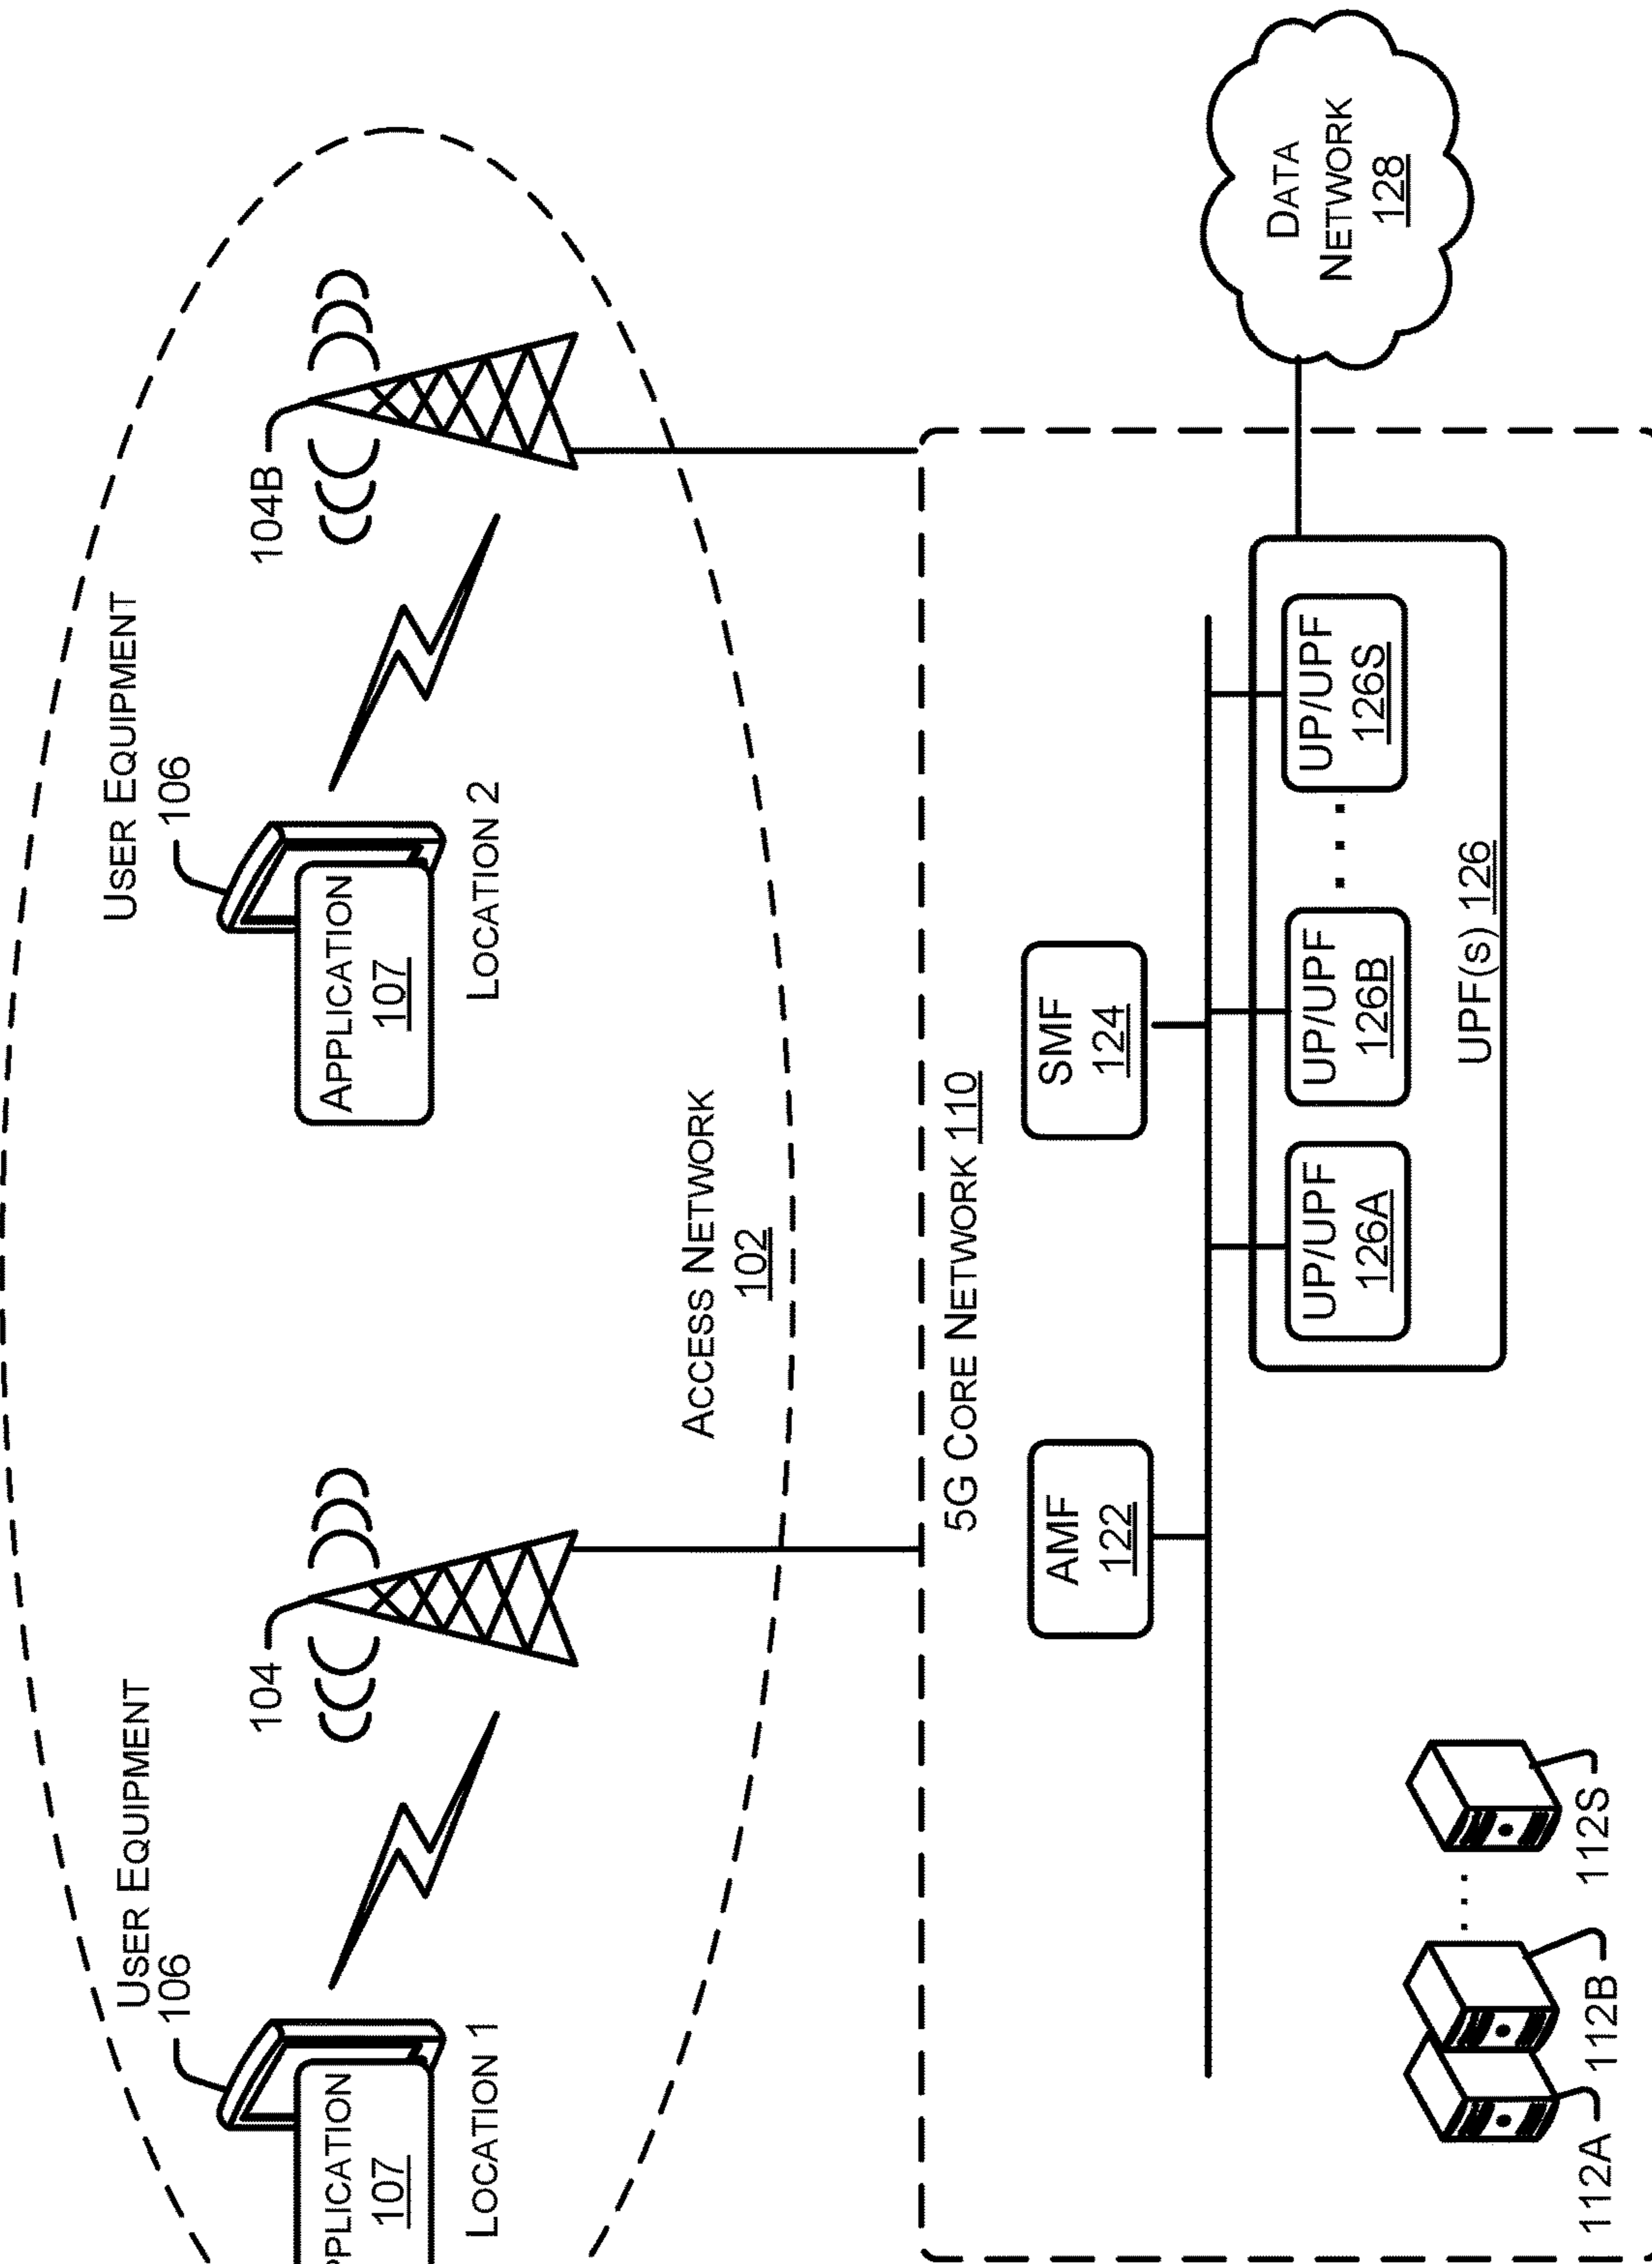 USER EQUIPMENT
106
104
PPLICATION
107
LOCATION 1
USER EQUIPMENT
106
104B
APPLICATION
107
LOCATION 2
ACCESS NETWORK
102
5G CORE NETWORK 110
AMF
122
SMF
124
UP/UPF
126A
UP/UPF
126B
. . .
UP/UPF
126S
UPF(s) 126
DATA
NETWORK
128
112A
112B
. . .
112S